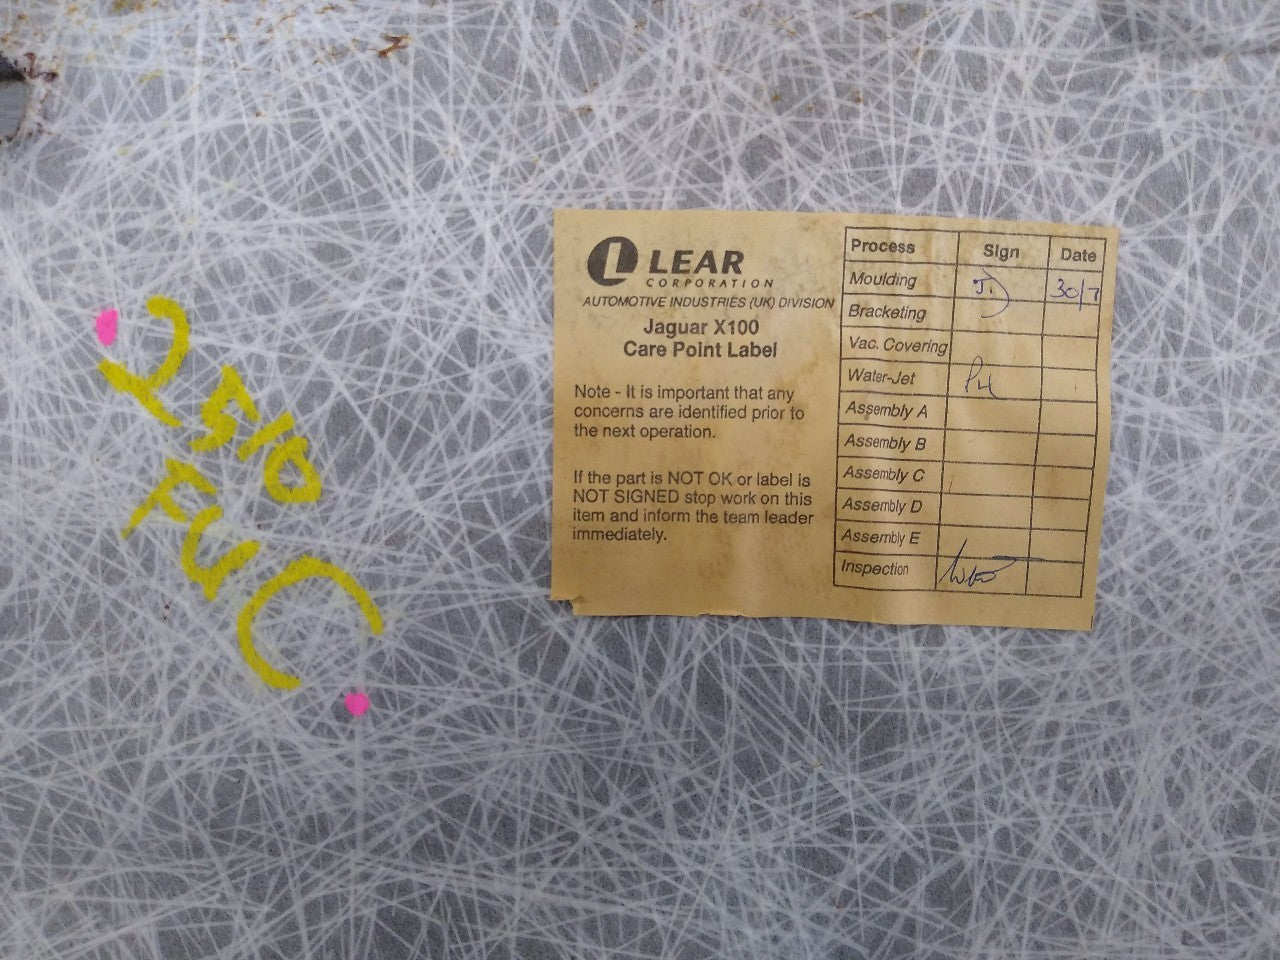 2510
FUC
LEAR
CORPORATION
AUTOMOTIVE INDUSTRIES (UK) DIVISION
Jaguar X100
Care Point Label
Note - It is important that any
concerns are identified prior to
the next operation.
If the part is NOT OK or label is
NOT SIGNED stop work on this
item and inform the team leader
immediately.
Process Sign Date
Moulding 30/7
Bracketing
Vac. Covering
Water-Jet
Assembly A
Assembly B
Assembly C
Assembly D
Assembly E
Inspection